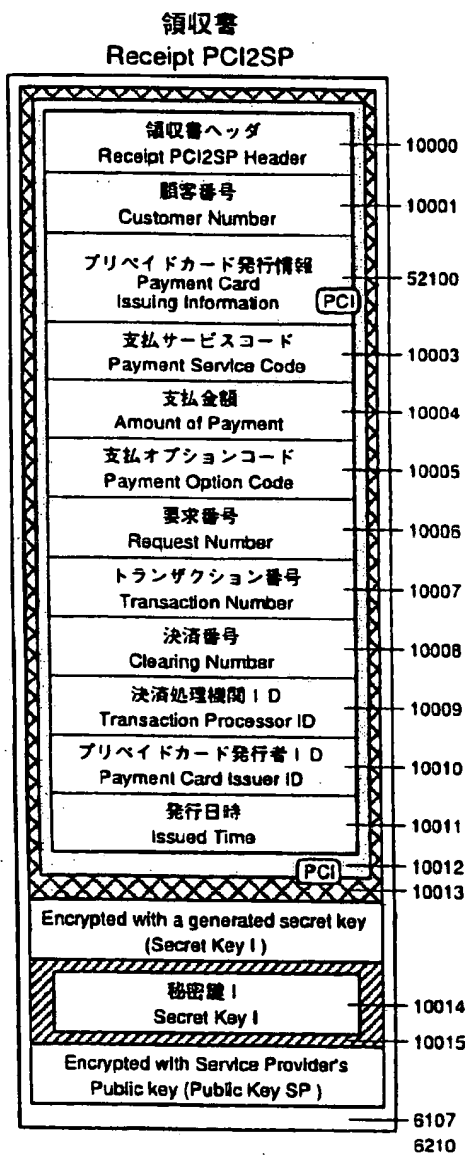 領収書
Receipt PCI2SP
領収書ヘッダ
Receipt PCI2SP Header
10000
顧客番号
Customer Number
10001
プリペイドカード発行情報
Payment Card
Issuing Information
PCI
52100
支払サービスコード
Payment Service Code
10003
支払金額
Amount of Payment
10004
支払オプションコード
Payment Option Code
10005
要求番号
Request Number
10006
トランザクション番号
Transaction Number
10007
決済番号
Clearing Number
10008
決済処理機関ID
Transaction Processor ID
10009
プリペイドカード発行者ID
Payment Card Issuer ID
10010
発行日時
Issued Time
10011
PCI
10012
10013
Encrypted with a generated secret key
(Secret Key I )
秘密鍵 I
Secret Key I
10014
10015
Encrypted with Service Provider's
Public key (Public Key SP )
6107
6210